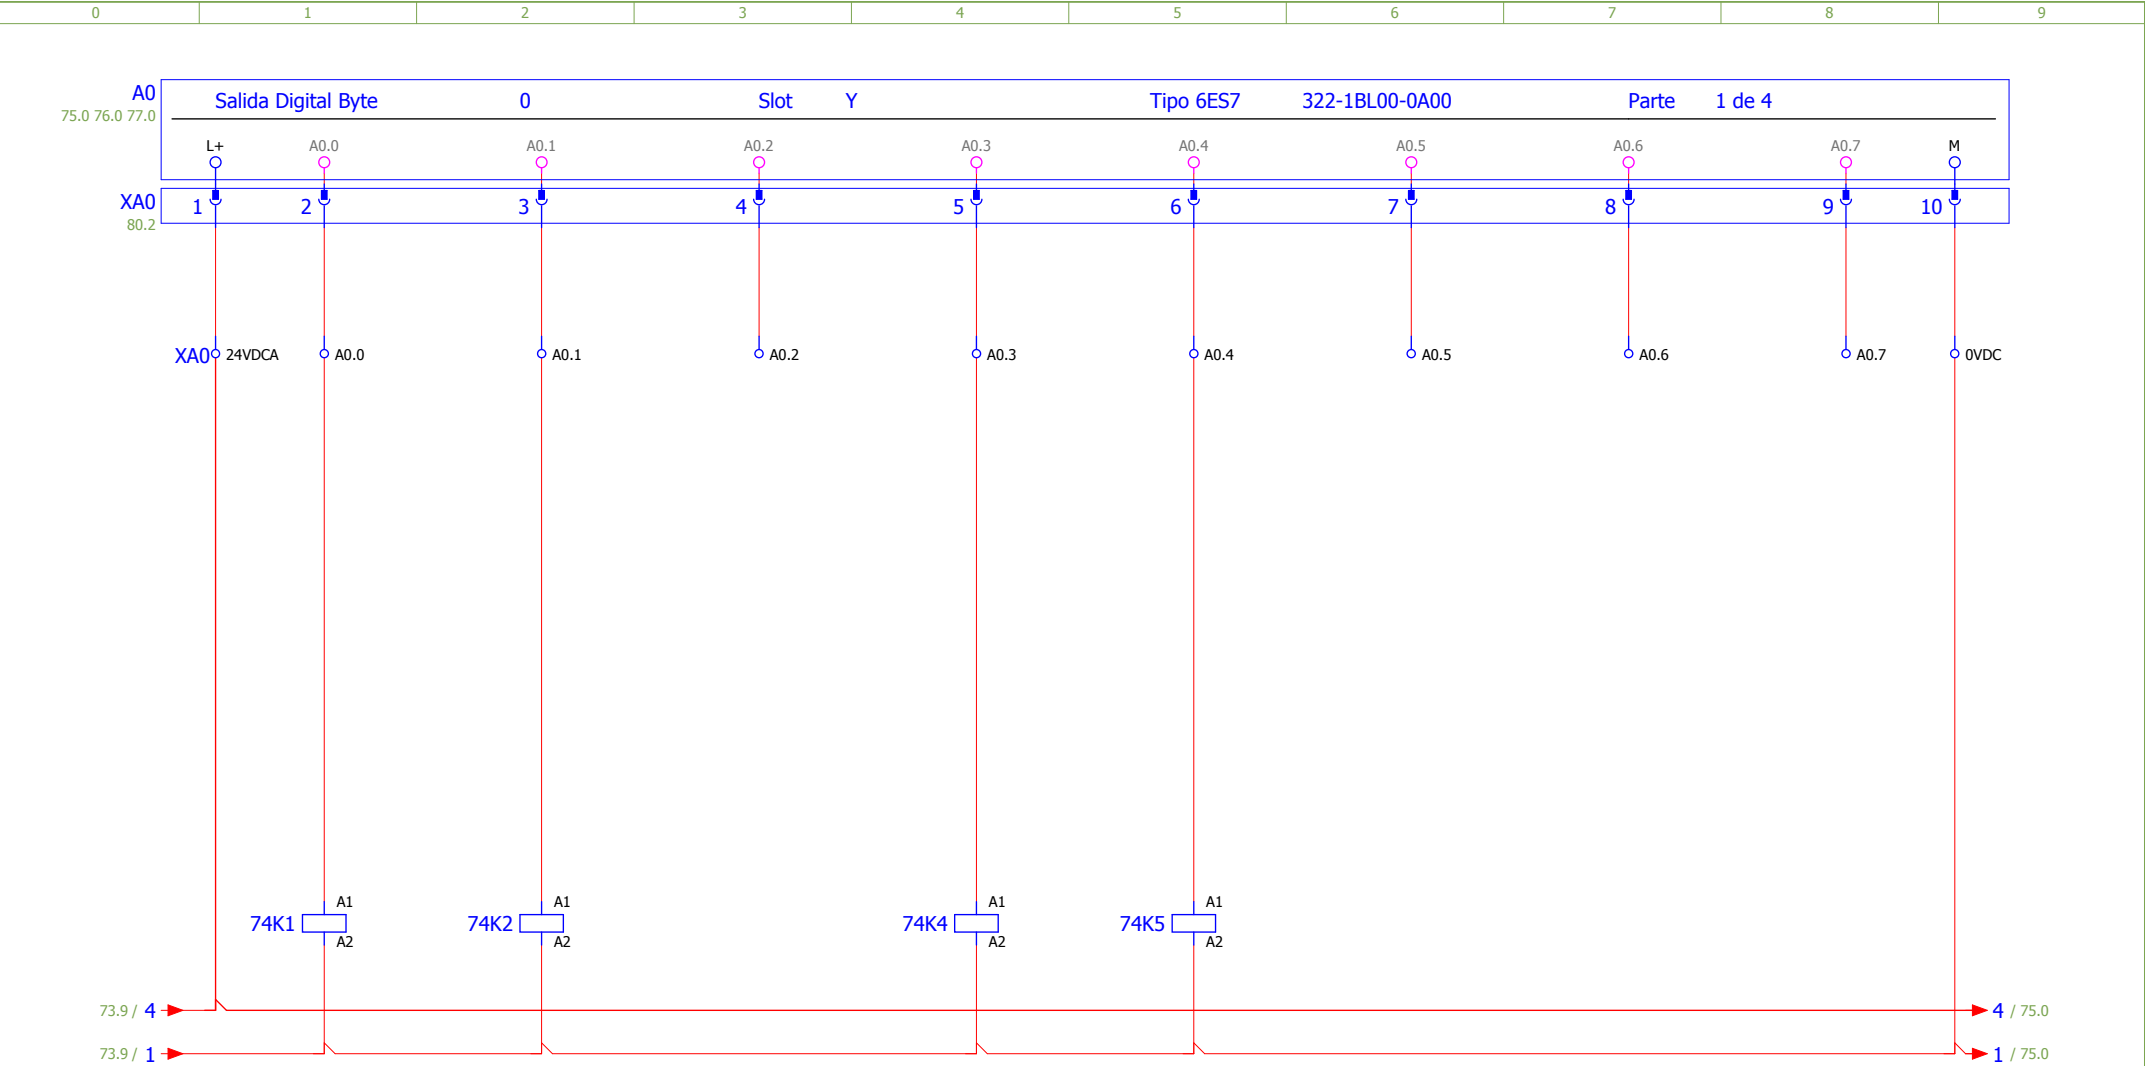 0 1 2 3 4 5 6 7 8 9
A0 Salida Digital Byte 0 Slot Y Tipo 6ES7 322-1BL00-0A00 Parte 1 de 4
75.0 76.0 77.0
L+ A0.0 A0.1 A0.2 A0.3 A0.4 A0.5 A0.6 A0.7 M
XA0 1 2 3 4 5 6 7 8 9 10
80.2
XA0 24VDCA A0.0 A0.1 A0.2 A0.3 A0.4 A0.5 A0.6 A0.7 0VDC
A1 A1 A1 A1
74K1 74K2 74K4 74K5
A2 A2 A2 A2
73.9 / 4 4 / 75.0
73.9 / 1 1 / 75.0